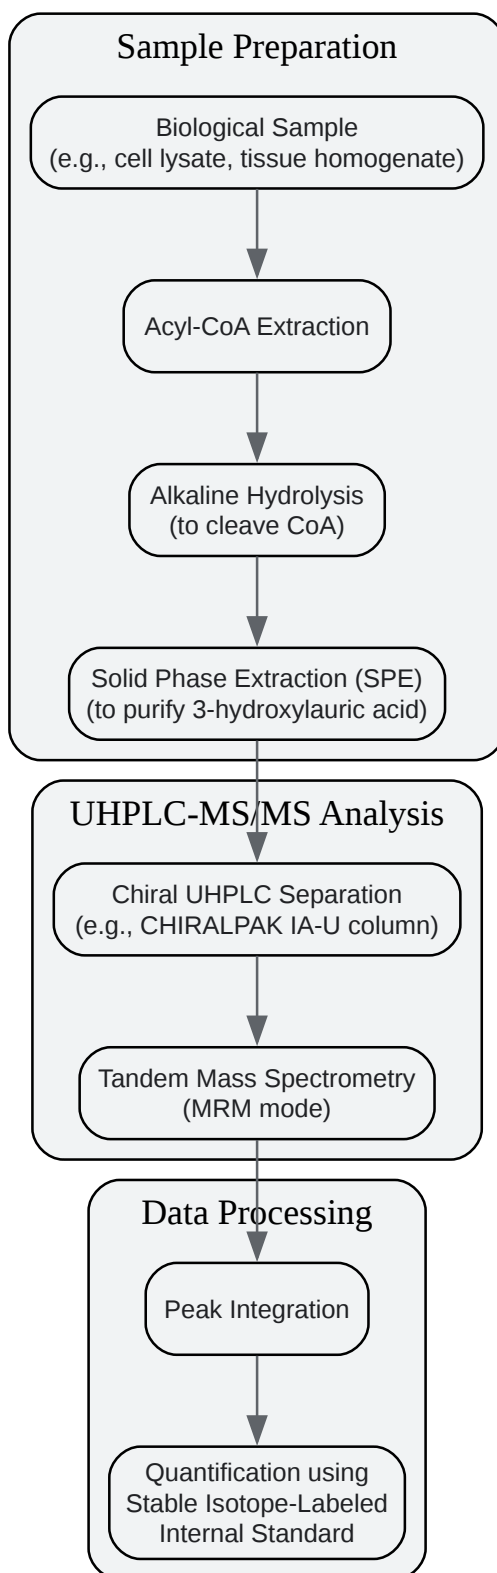 Sample Preparation
Biological Sample
(e.g., cell lysate, tissue homogenate)
Acyl-CoA Extraction
Alkaline Hydrolysis
(to cleave CoA)
Solid Phase Extraction (SPE)
(to purify 3-hydroxylauric acid)
UHPLC-MS/MS Analysis
Chiral UHPLC Separation
(e.g., CHIRALPAK IA-U column)
Tandem Mass Spectrometry
(MRM mode)
Data Processing
Peak Integration
Quantification using
Stable Isotope-Labeled
Internal Standard